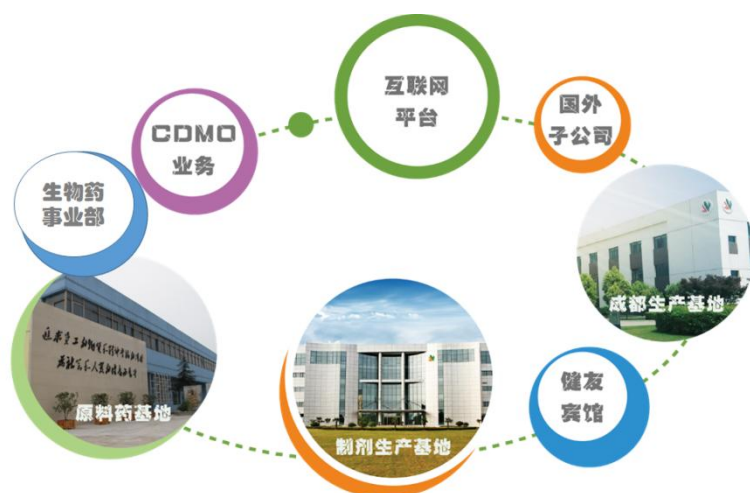 互联网
平台
国外
子公司
CDMO
业务
生物药
事业部
成都生产基地
健友
宾馆
制剂生产基地
原料药基地